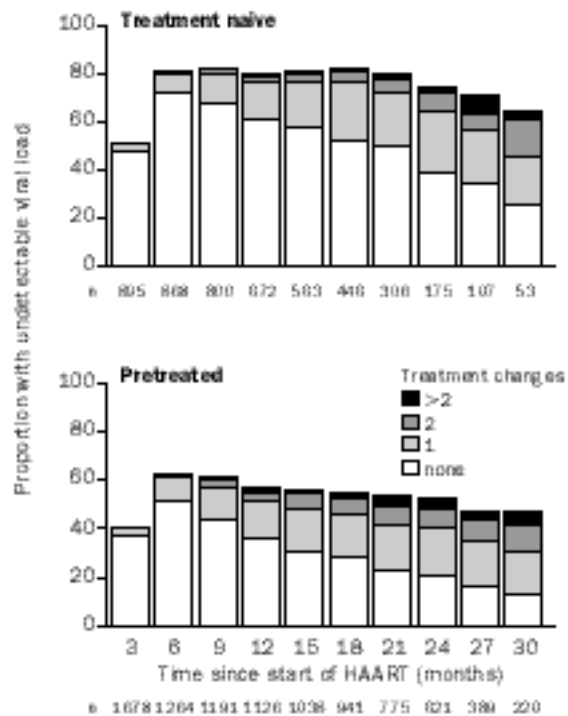 Treatment naive
100
80
60
40
20
0
n 895 868 800 672 563 446 306 175 107 53
Proportion with undetectable viral load
Pretreated
Treatment changes
>2
2
1
none
100
80
60
40
20
0
3 6 9 12 15 18 21 24 27 30
Time since start of HAART (months)
n 1678 1264 1191 1126 1036 941 775 621 389 220